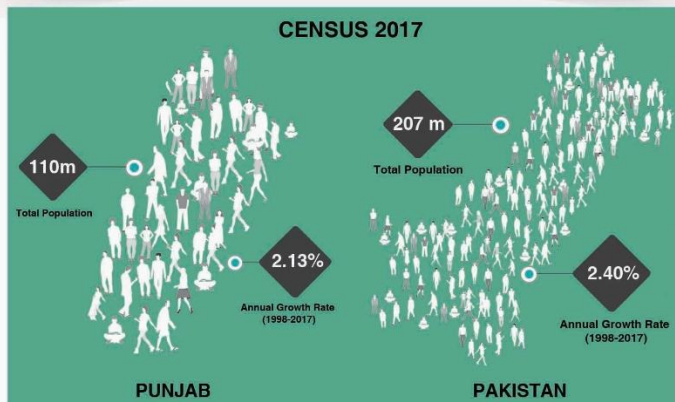 CENSUS 2017
110m
Total Population
2.13%
Annual Growth Rate
(1998-2017)
PUNJAB
207 m
Total Population
2.40%
Annual Growth Rate
(1998-2017)
PAKISTAN